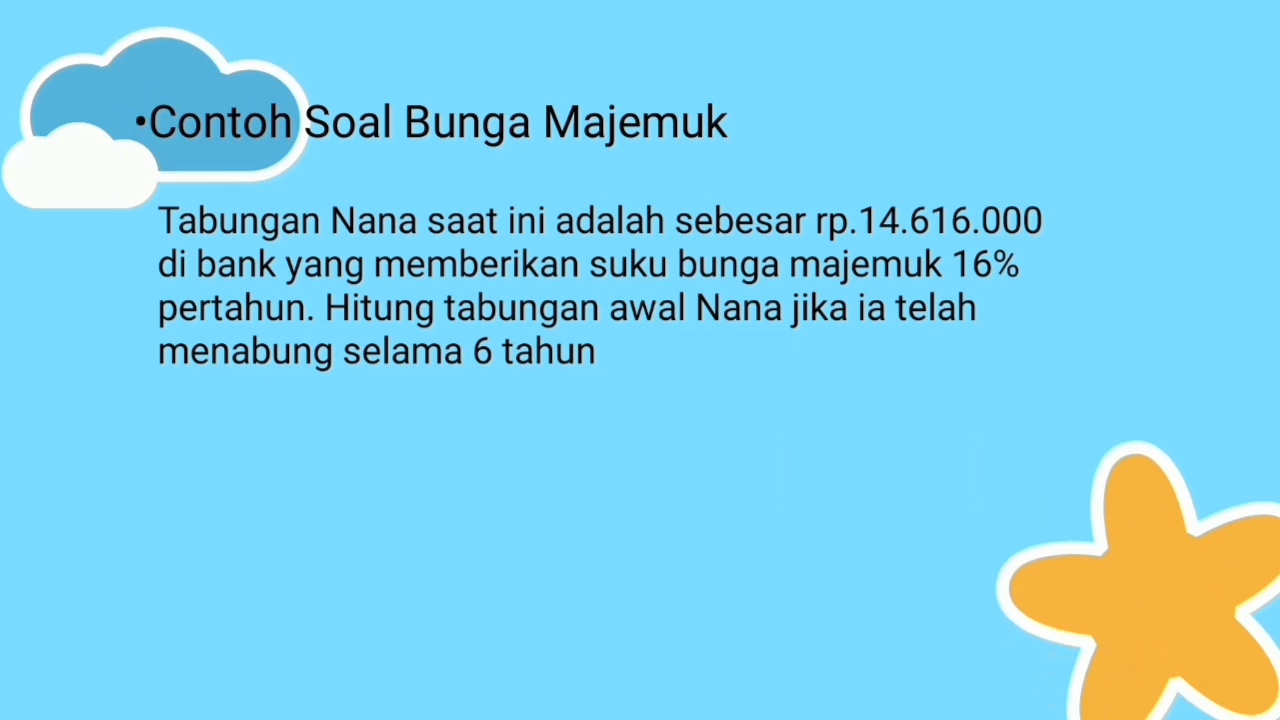 •Contoh Soal Bunga Majemuk
Tabungan Nana saat ini adalah sebesar rp.14.616.000
di bank yang memberikan suku bunga majemuk 16%
pertahun. Hitung tabungan awal Nana jika ia telah
menabung selama 6 tahun